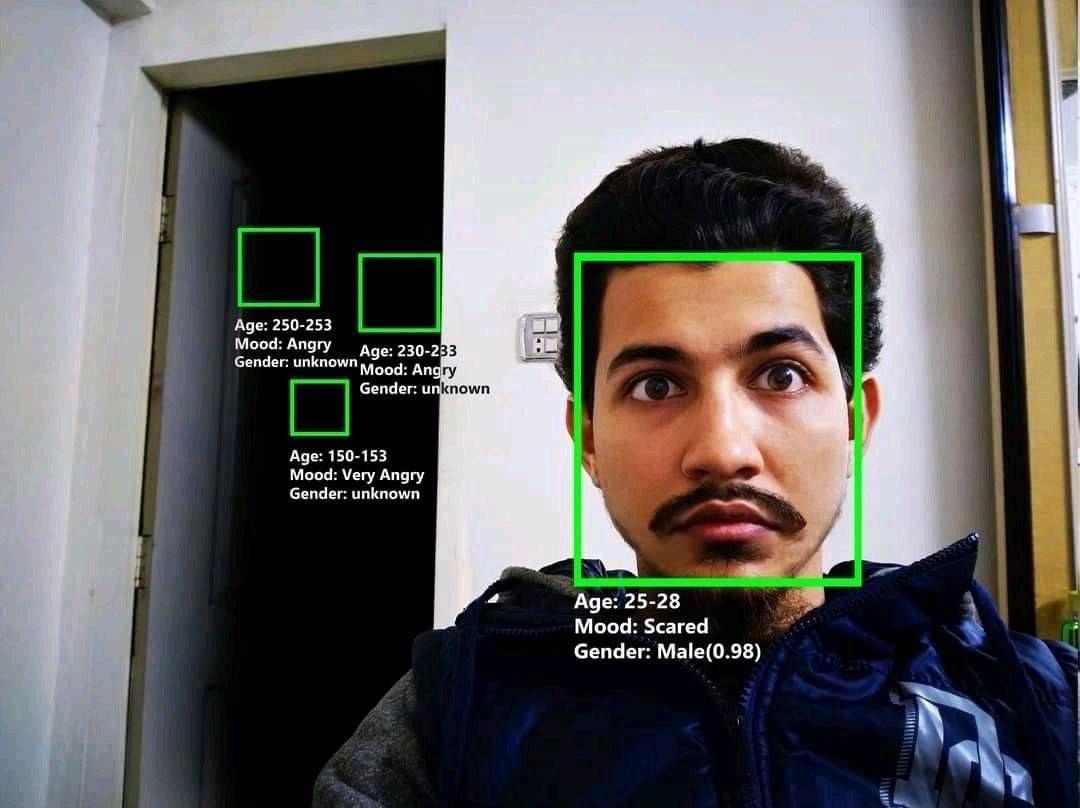 Age: 250-253
Mood: Angry
Gender: unknown
Age: 230-233
Mood: Angry
Gender: unknown
Age: 150-153
Mood: Very Angry
Gender: unknown
Age: 25-28
Mood: Scared
Gender: Male(0.98)